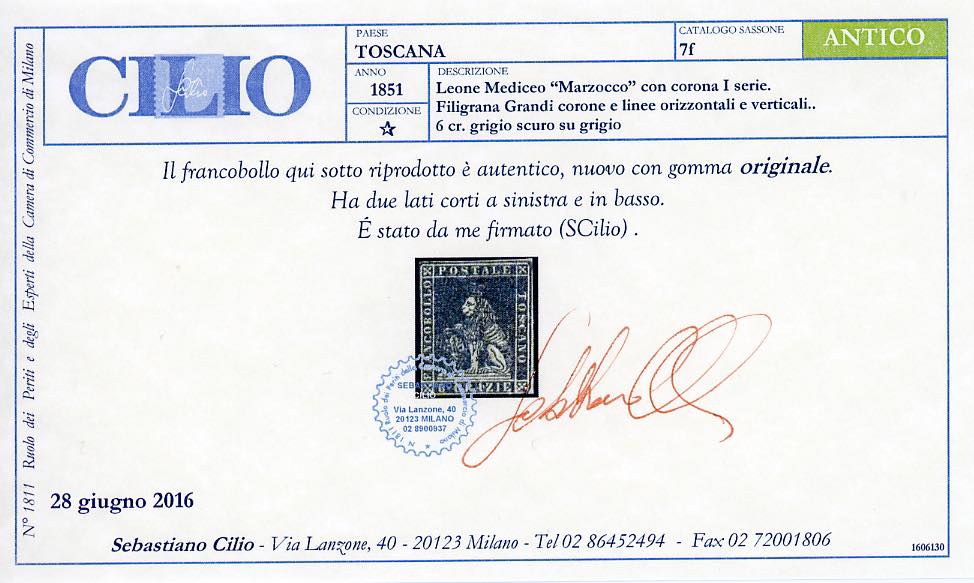 CILIO
PAESE
TOSCANA
CATALOGO SASSONE
7f
ANTICO
ANNO
1851
CONDIZIONE
☆
DESCRIZIONE
Leone Mediceo “Marzocco” con corona I serie.
Filigrana Grandi corone e linee orizzontali e verticali..
6 cr. grigio scuro su grigio
Il francobollo qui sotto riprodotto è autentico, nuovo con gomma originale.
Ha due lati corti a sinistra e in basso.
É stato da me firmato (SCilio) .
POSTALE
TOSCANO
CILIO
Via Lanzone, 40
20123 MILANO
02 8900937
N° 1811 Ruolo dei Periti e degli Esperti della Camera di Commercio di Milano
28 giugno 2016
Sebastiano Cilio - Via Lanzone, 40 - 20123 Milano - Tel 02 86452494 - Fax 02 72001806
1606130